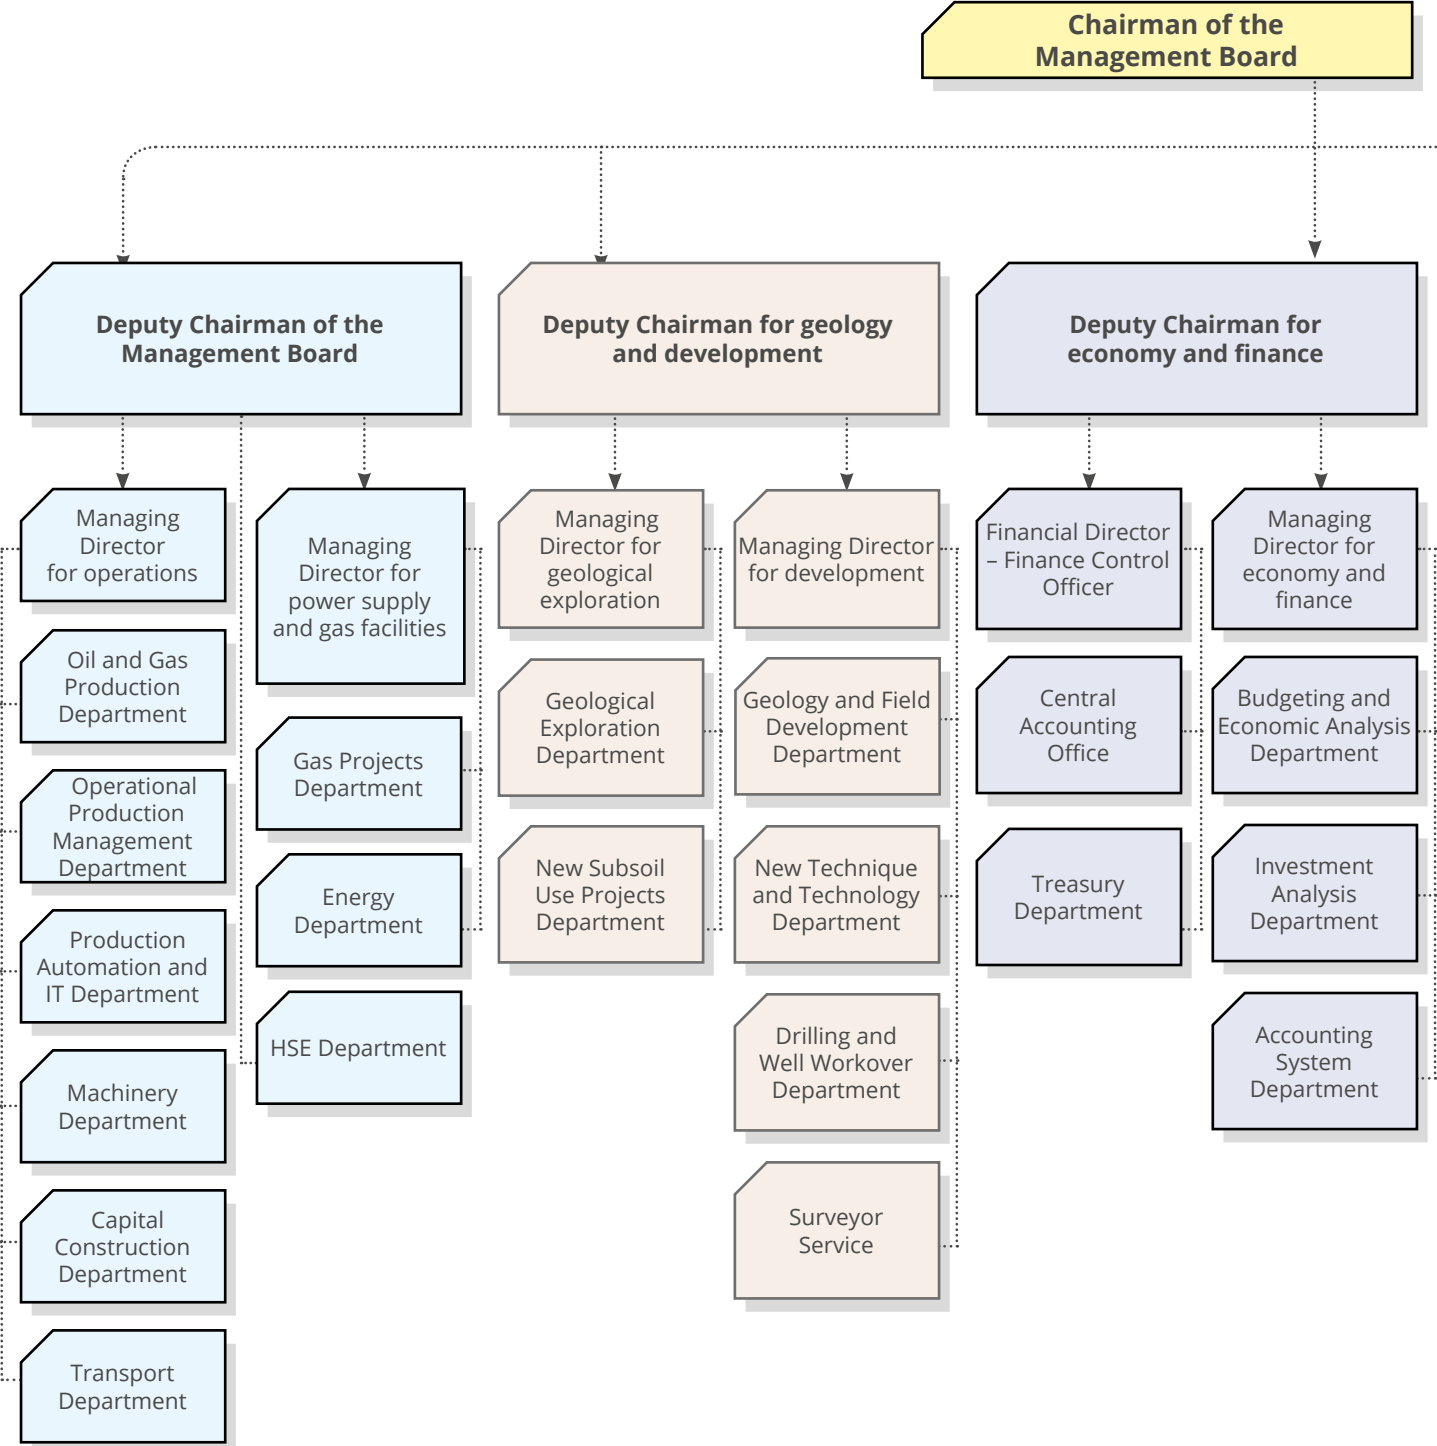 Chairman of the
Management Board
Deputy Chairman of the
Management Board
Deputy Chairman for geology
and development
Deputy Chairman for
economy and finance
Managing
Director
for operations
Oil and Gas
Production
Department
Operational
Production
Management
Department
Production
Automation and
IT Department
Machinery
Department
Capital
Construction
Department
Transport
Department
Managing
Director for
power supply
and gas facilities
Gas Projects
Department
Energy
Department
HSE Department
Managing
Director for
geological
exploration
Geological
Exploration
Department
New Subsoil
Use Projects
Department
Managing Director
for development
Geology and Field
Development
Department
New Technique
and Technology
Department
Drilling and
Well Workover
Department
Surveyor
Service
Financial Director
– Finance Control
Officer
Central
Accounting
Office
Treasury
Department
Managing
Director for
economy and
finance
Budgeting and
Economic Analysis
Department
Investment
Analysis
Department
Accounting
System
Department